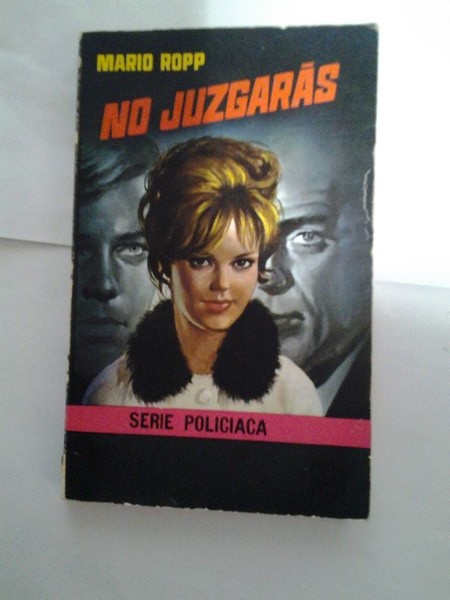 MARIO ROPP
NO JUZGARÁS
SERIE POLICIACA